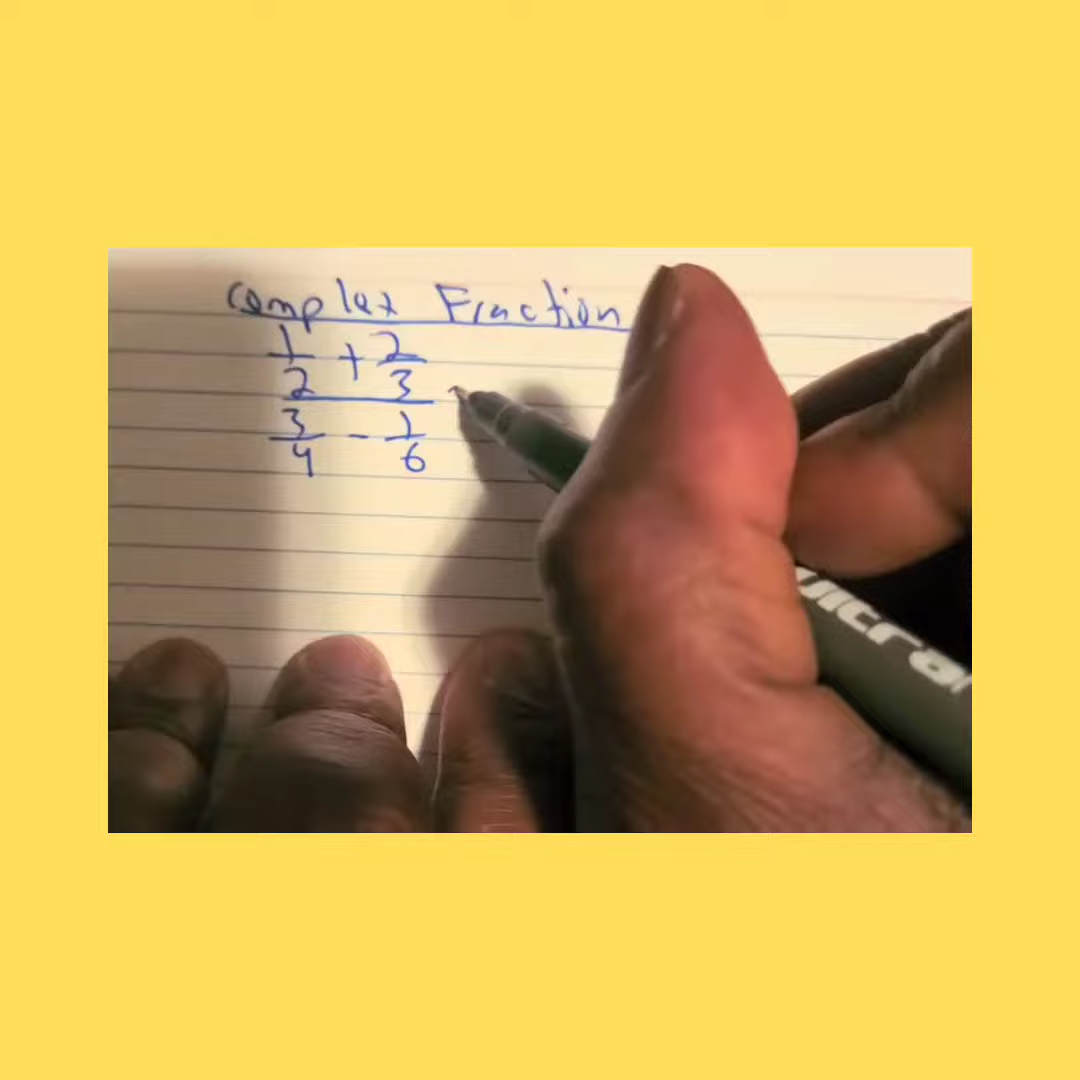 Complex Fraction
1/2 + 2/3
3/4 - 1/6